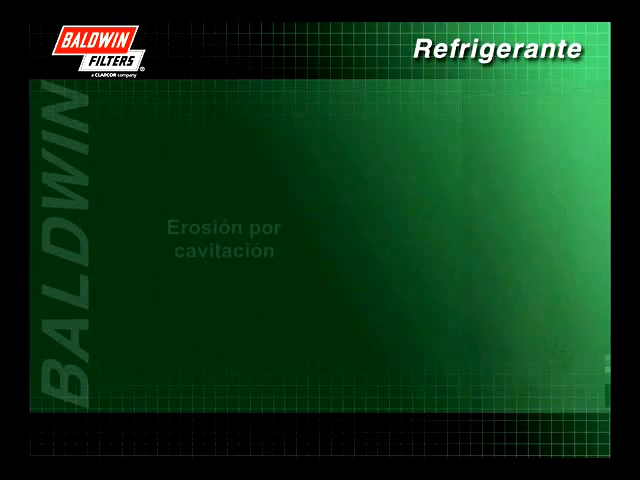 BALDWIN
FILTERS
a CLARCOR company
Refrigerante
BALDWIN
Erosión por
cavitación